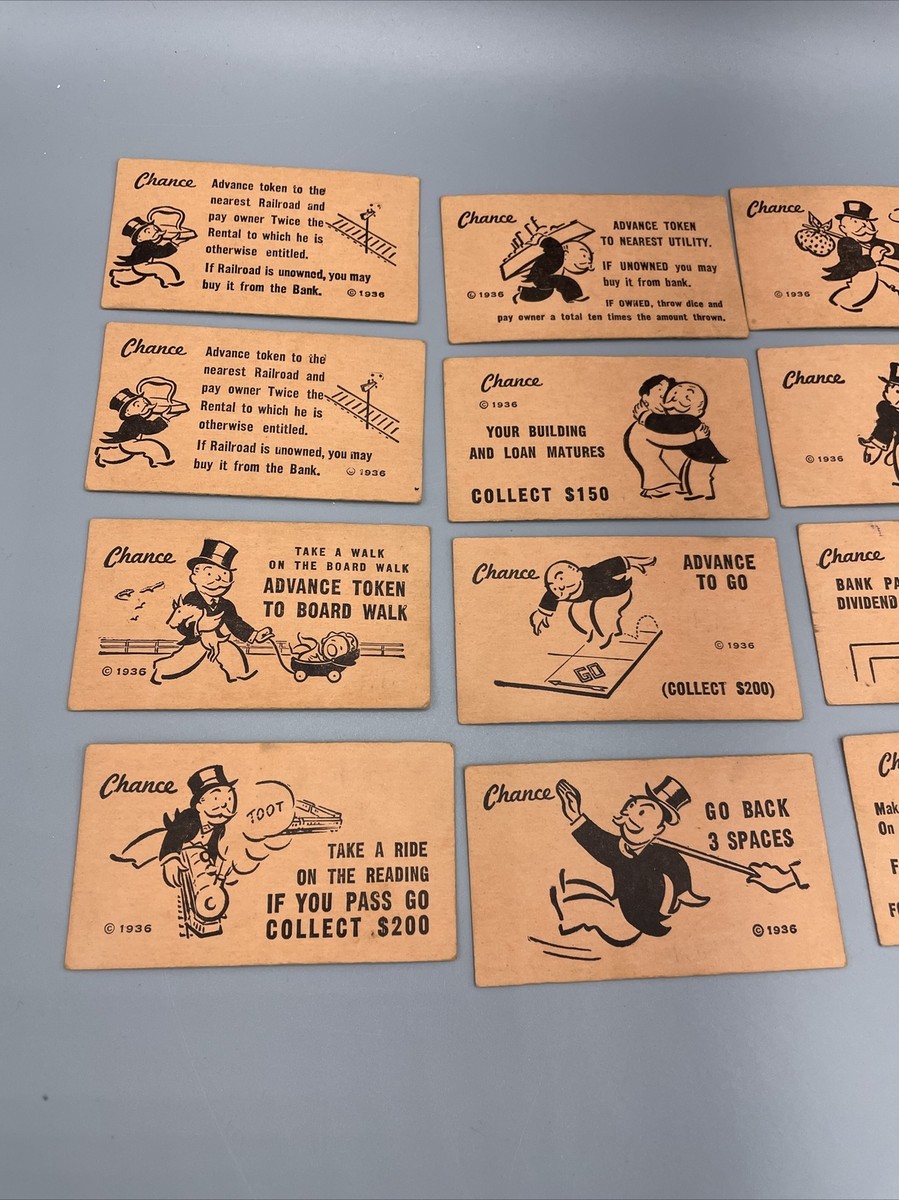 Chance
Advance token to the
nearest Railroad and
pay owner Twice the
Rental to which he is
otherwise entitled.
If Railroad is unowned, you may
buy it from the Bank.
© 1936
Chance
ADVANCE TOKEN
TO NEAREST UTILITY.
IF UNOWNED you may
buy it from bank.
© 1936
IF OWNED, throw dice and
pay owner a total ten times the amount thrown.
Chance
© 1936
Chance
Advance token to the
nearest Railroad and
pay owner Twice the
Rental to which he is
otherwise entitled.
If Railroad is unowned, you may
buy it from the Bank.
© 1936
Chance
© 1936
YOUR BUILDING
AND LOAN MATURES
COLLECT $150
Chance
© 1936
Chance
TAKE A WALK
ON THE BOARD WALK
ADVANCE TOKEN
TO BOARD WALK
© 1936
Chance
ADVANCE
TO GO
GO
© 1936
(COLLECT $200)
Chance
BANK PA
DIVIDEND
Chance
TOOT
TAKE A RIDE
ON THE READING
IF YOU PASS GO
COLLECT $200
© 1936
Chance
GO BACK
3 SPACES
© 1936
Ch
Mak
On
F
FO